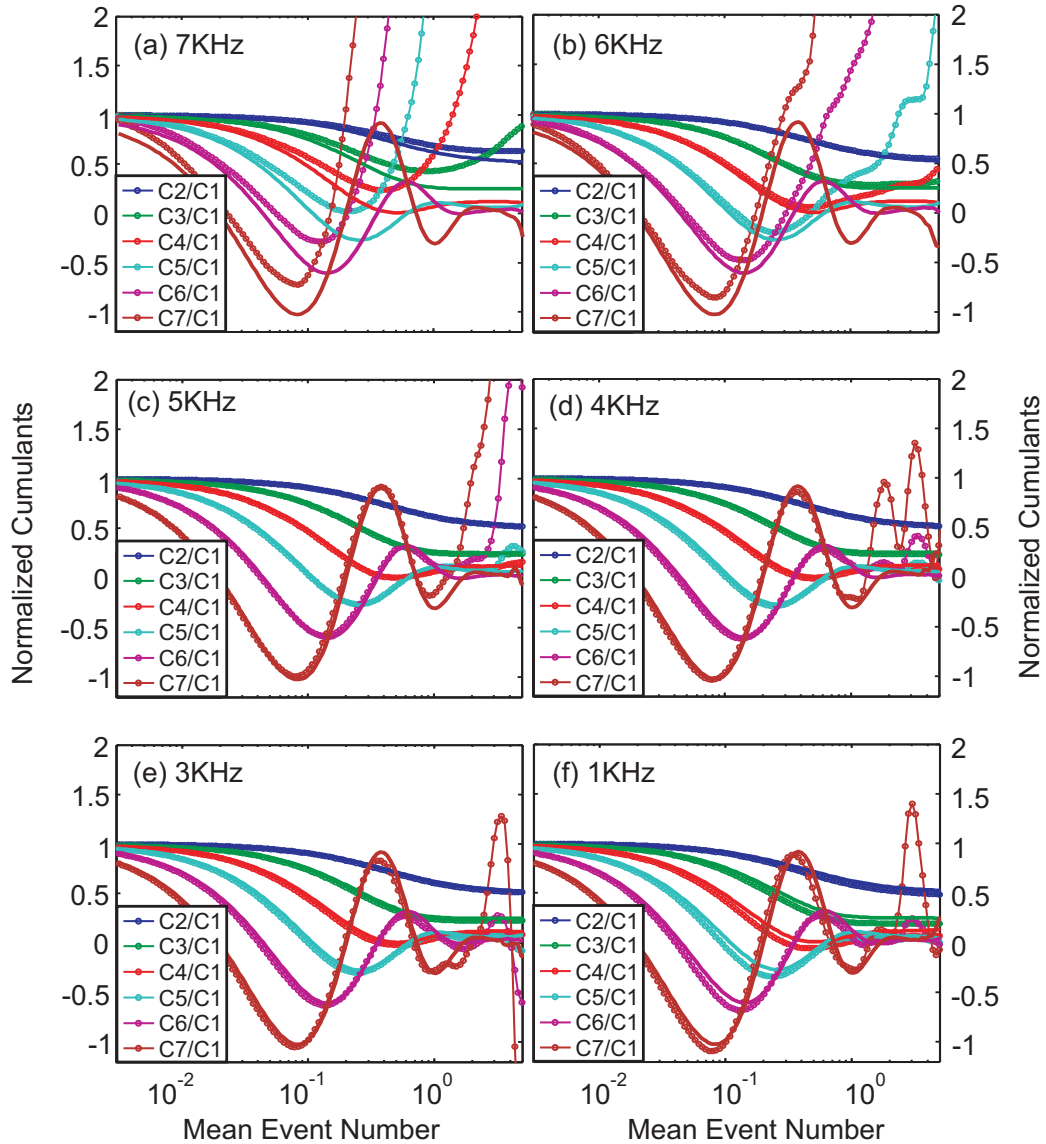 (a) 7KHz
2
1.5
1
0.5
0
-0.5
-1
C2/C1
C3/C1
C4/C1
C5/C1
C6/C1
C7/C1
(b) 6KHz
2
1.5
1
0.5
0
-0.5
-1
C2/C1
C3/C1
C4/C1
C5/C1
C6/C1
C7/C1
Normalized Cumulants
(c) 5KHz
2
1.5
1
0.5
0
-0.5
-1
C2/C1
C3/C1
C4/C1
C5/C1
C6/C1
C7/C1
(d) 4KHz
2
1.5
1
0.5
0
-0.5
-1
C2/C1
C3/C1
C4/C1
C5/C1
C6/C1
C7/C1
Normalized Cumulants
(e) 3KHz
2
1.5
1
0.5
0
-0.5
-1
C2/C1
C3/C1
C4/C1
C5/C1
C6/C1
C7/C1
10⁻² 10⁻¹ 10⁰
Mean Event Number
(f) 1KHz
2
1.5
1
0.5
0
-0.5
-1
C2/C1
C3/C1
C4/C1
C5/C1
C6/C1
C7/C1
10⁻² 10⁻¹ 10⁰
Mean Event Number